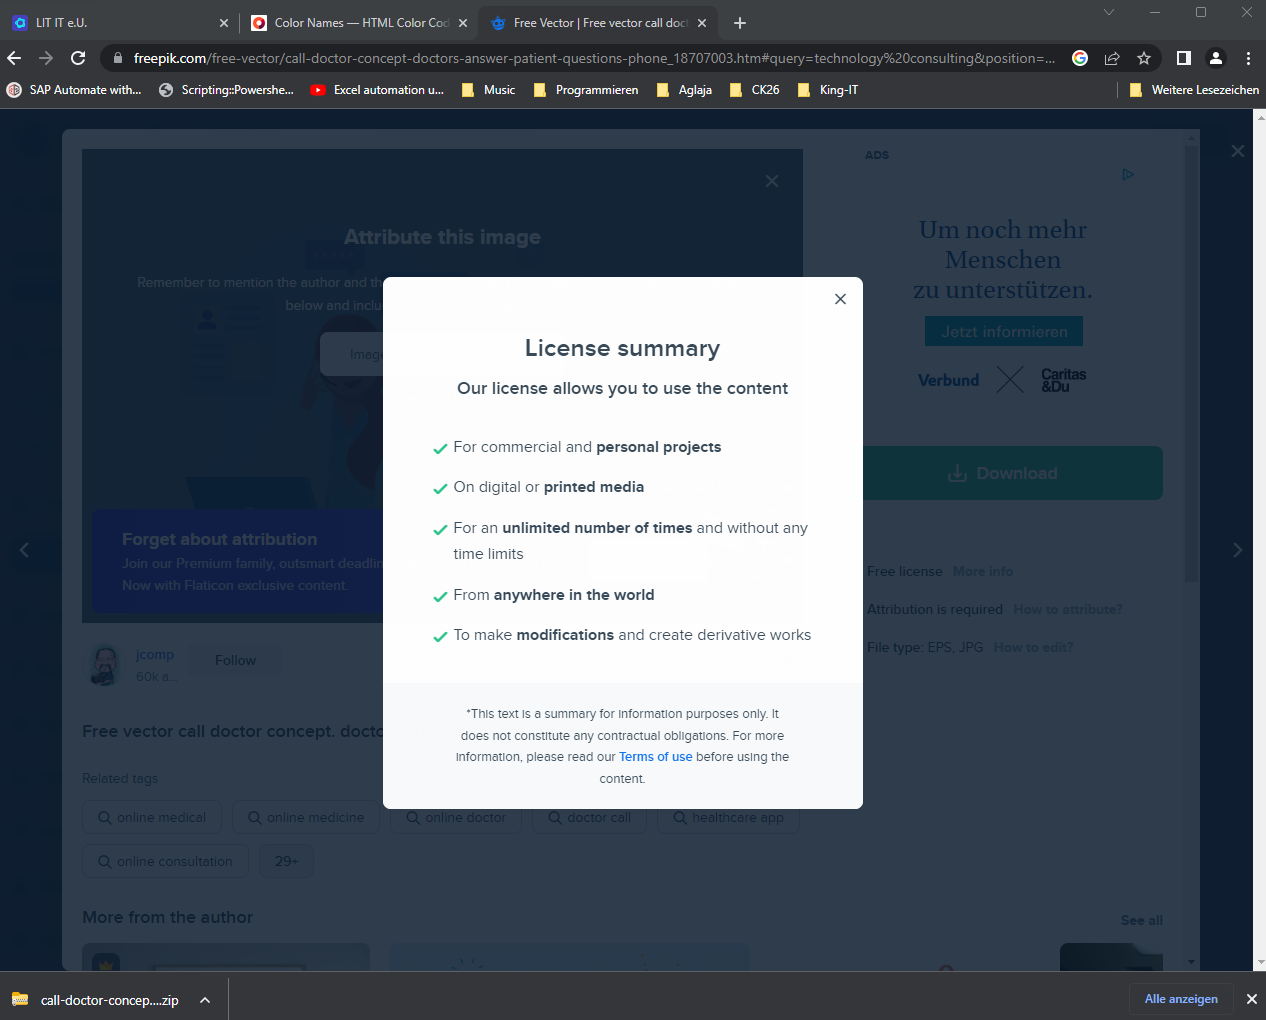 LIT IT e.U.
Color Names — HTML Color Cod
Free Vector | Free vector call doct
freepik.com/free-vector/call-doctor-concept-doctors-answer-patient-questions-phone_18707003.htm#query=technology%20consulting&position=...
SAP Automate with...
Scripting::Powershe...
Excel automation u...
Music
Programmieren
Aglaja
CK26
King-IT
Weitere Lesezeichen
ADS
Attribute this image
Remember to mention the author and th
below and inclu
Image
Um noch mehr
Menschen
zu unterstützen.
Jetzt informieren
Verbund
Caritas
&Du
License summary
Our license allows you to use the content
For commercial and personal projects
On digital or printed media
For an unlimited number of times and without any
time limits
From anywhere in the world
To make modifications and create derivative works
*This text is a summary for information purposes only. It
does not constitute any contractual obligations. For more
information, please read our Terms of use before using the
content.
Download
Forget about attribution
Join our Premium family, outsmart deadlin
Now with Flaticon exclusive content.
Free license More info
Attribution is required How to attribute?
File type: EPS, JPG How to edit?
jcomp
60k a...
Follow
Free vector call doctor concept. docto
Related tags
online medical
online medicine
online doctor
doctor call
healthcare app
online consultation
29+
More from the author
See all
call-doctor-concep....zip
Alle anzeigen